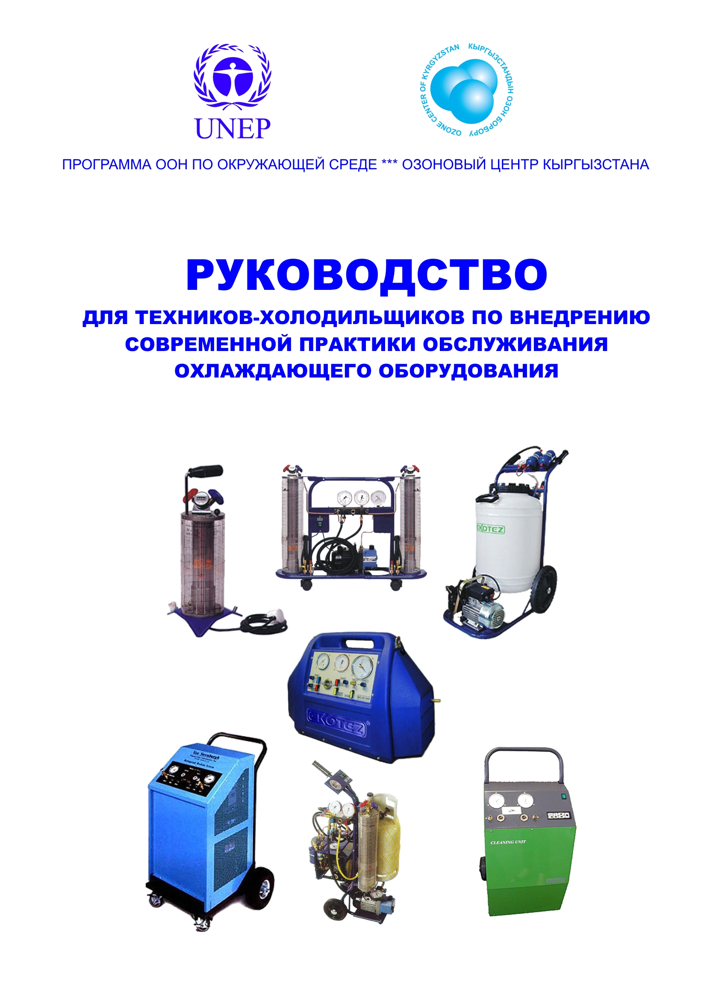 UNEP
OZONE CENTER OF KYRGYZSTAN
КЫРГЫЗСТАНДЫН ОЗОН БОРБОРУ
ПРОГРАММА ООН ПО ОКРУЖАЮЩЕЙ СРЕДЕ *** ОЗОНОВЫЙ ЦЕНТР КЫРГЫЗСТАНА
РУКОВОДСТВО
ДЛЯ ТЕХНИКОВ-ХОЛОДИЛЬЩИКОВ ПО ВНЕДРЕНИЮ
СОВРЕМЕННОЙ ПРАКТИКИ ОБСЛУЖИВАНИЯ
ОХЛАЖДАЮЩЕГО ОБОРУДОВАНИЯ
EKOTEZ
EKOTEZ®
Van Steenburgh
CLEANING UNIT